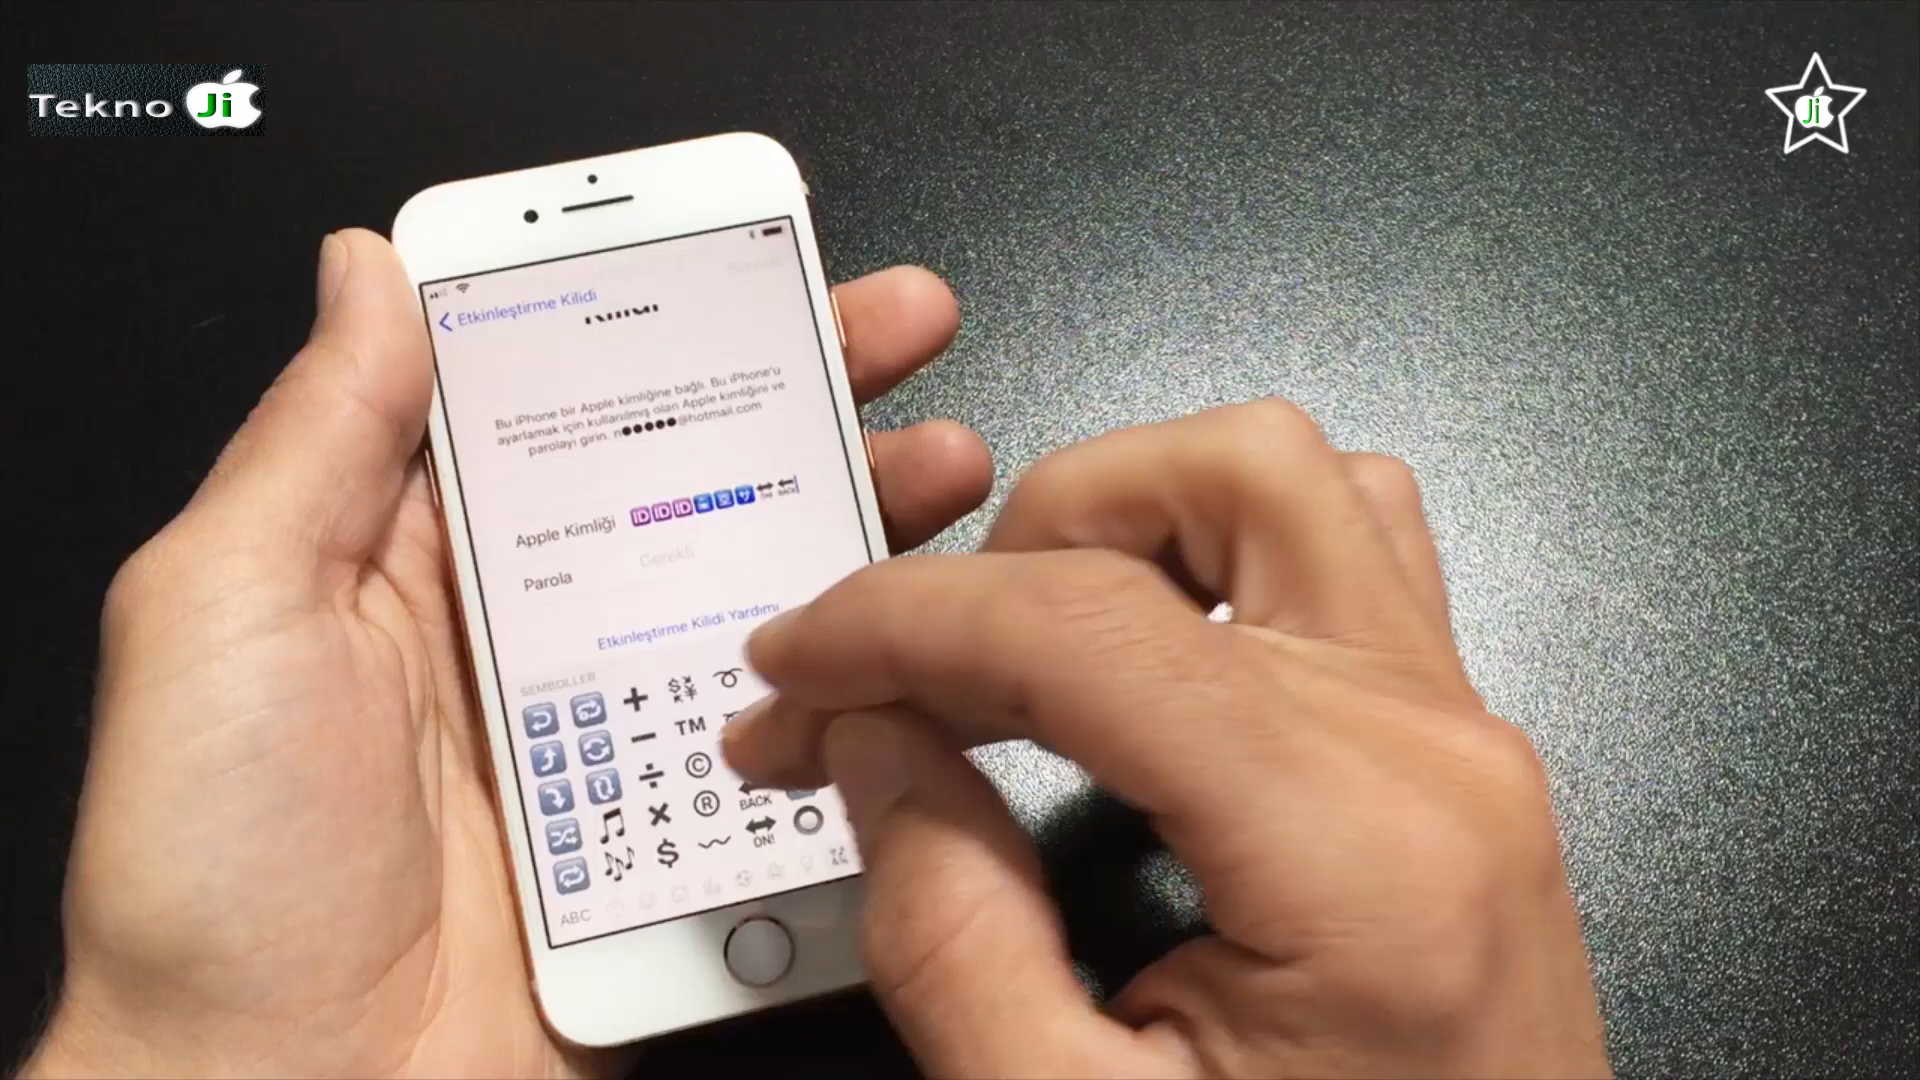 Tekno Ji
Ji
Etkinleştirme Kilidi
Bu iPhone bir Apple kimliğine bağlı. Bu iPhone'u
ayarlamak için kullanılmış olan Apple kimliğini ve
parolayı girin. n●●●●●@hotmail.com
Apple Kimliği
Parola Gerekli
Etkinleştirme Kilidi Yardımı
SEMBOLLER
TM
BACK
ON!
ABC